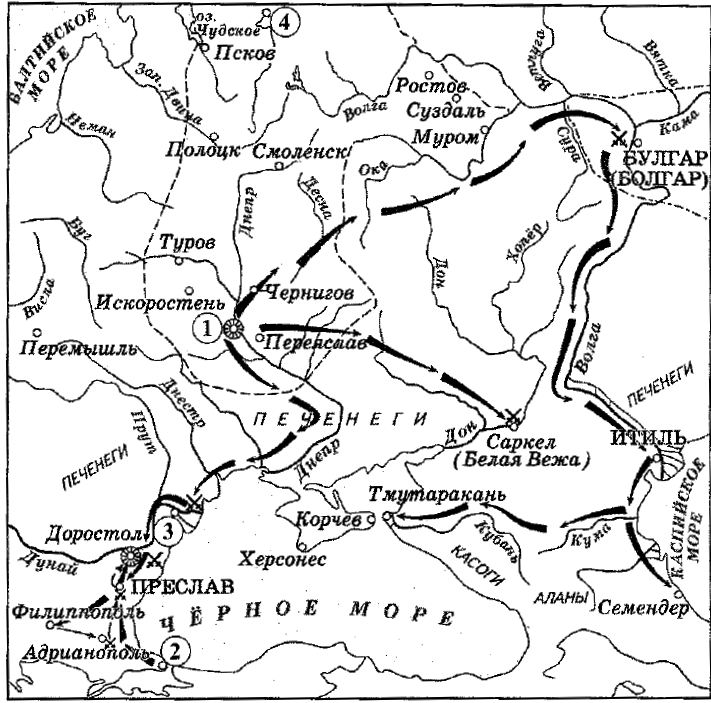 оз.
Чудское
4
Псков
БАЛТИЙСКОЕ
МОРЕ
Зап. Двина
Неман
Полоцк
Смоленск
Волга
Ростов
Суздаль
Муром
Ока
Ветлуга
Вятка
Кама
Сура
БУЛГАР
(БОЛГАР)
Днепр
Десна
Буг
Висла
Туров
Искоростень
Чернигов
1
Переяслав
Перемышль
Дон
Хопёр
Волга
ПЕЧЕНЕГИ
Днестр
Прут
ПЕЧЕНЕГИ
ПЕЧЕНЕГИ
Днепр
Дон
Саркел
(Белая Вежа)
ИТИЛЬ
КАСПИЙСКОЕ
МОРЕ
Тмутаракань
Корчев
Херсонес
Кубань
Кума
КАСОГИ
АЛАНЫ
Семендер
3
Доростол
Дунай
ПРЕСЛАВ
Филиппополь
Адрианополь
2
ЧЁРНОЕ МОРЕ